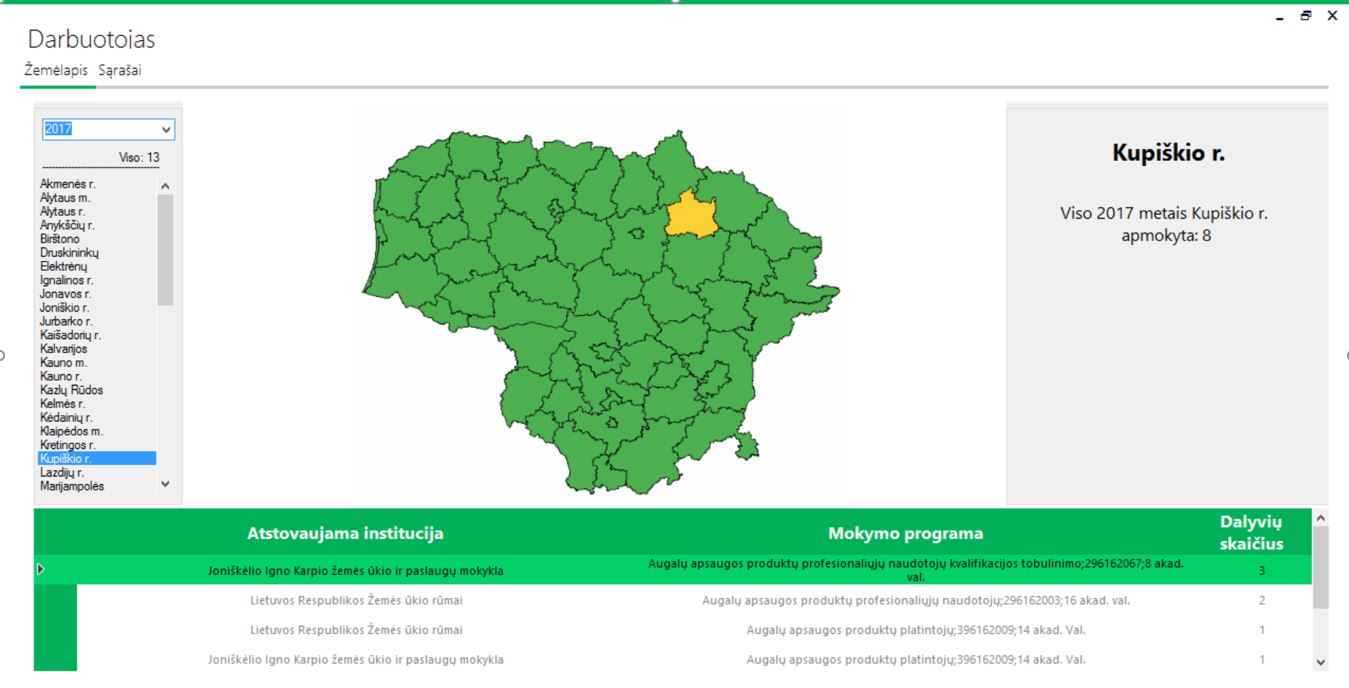 Darbuotojas
Žemėlapis Sąrašai
2017
Viso: 13
Akmenės r.
Alytaus m.
Alytaus r.
Anykščių r.
Birštono
Druskininkų
Elektrėnų
Ignalinos r.
Jonavos r.
Joniškio r.
Jurbarko r.
Kaišadorių r.
Kalvarijos
Kauno m.
Kauno r.
Kazlų Rūdos
Kelmės r.
Kėdainių r.
Klaipėdos m.
Kretingos r.
Kupiškio r.
Lazdijų r.
Marijampolės
Kupiškio r.
Viso 2017 metais Kupiškio r.
apmokyta: 8
Atstovaujama institucija Mokymo programa Dalyvių
skaičius
Joniškėlio Igno Karpio žemės ūkio ir paslaugų mokykla Augalų apsaugos produktų profesionaliųjų naudotojų kvalifikacijos tobulinimo;296162067;8 akad.
val. 3
Lietuvos Respublikos Žemės ūkio rūmai Augalų apsaugos produktų profesionaliųjų naudotojų;296162003;16 akad. val. 2
Lietuvos Respublikos Žemės ūkio rūmai Augalų apsaugos produktų platintojų;396162009;14 akad. Val. 1
Joniškėlio Igno Karpio žemės ūkio ir paslaugų mokykla Augalų apsaugos produktų platintojų;396162009;14 akad. Val. 1